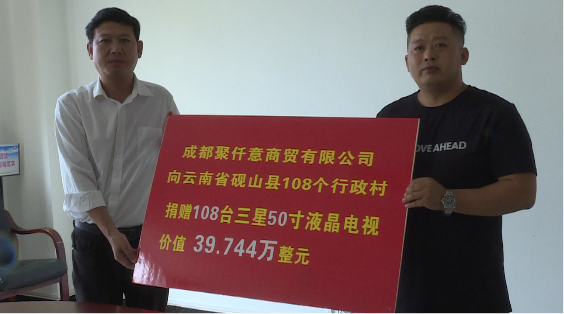 成都聚仟意商贸有限公司
向云南省砚山县108个行政村
捐赠108台三星50寸液晶电视
价值 39.744万整元
OVE AHEAD